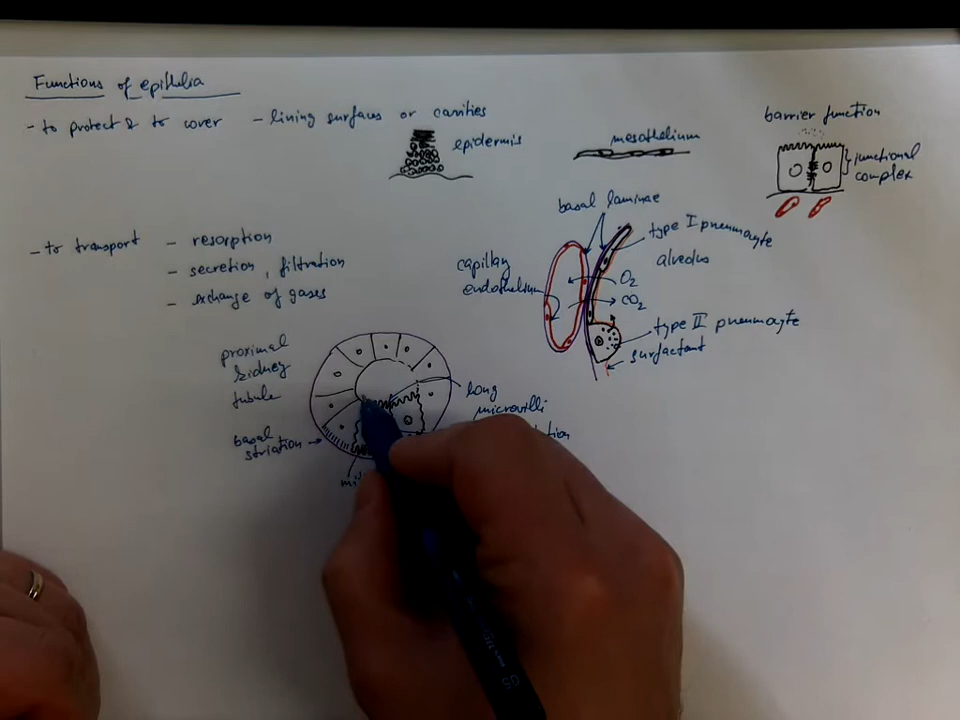 Functions of epithelia
- to protect & to cover - lining surfaces or cavities
epidermis
mesothelium
barrier function
junctional
complex
- to transport - resorption
- secretion, filtration
- exchange of gases
basal laminae
type I pneumocyte
alveolus
capillary
endothelium
O2
CO2
type II pneumocyte
surfactant
proximal
kidney
tubule
long
microvilli
basal
striation